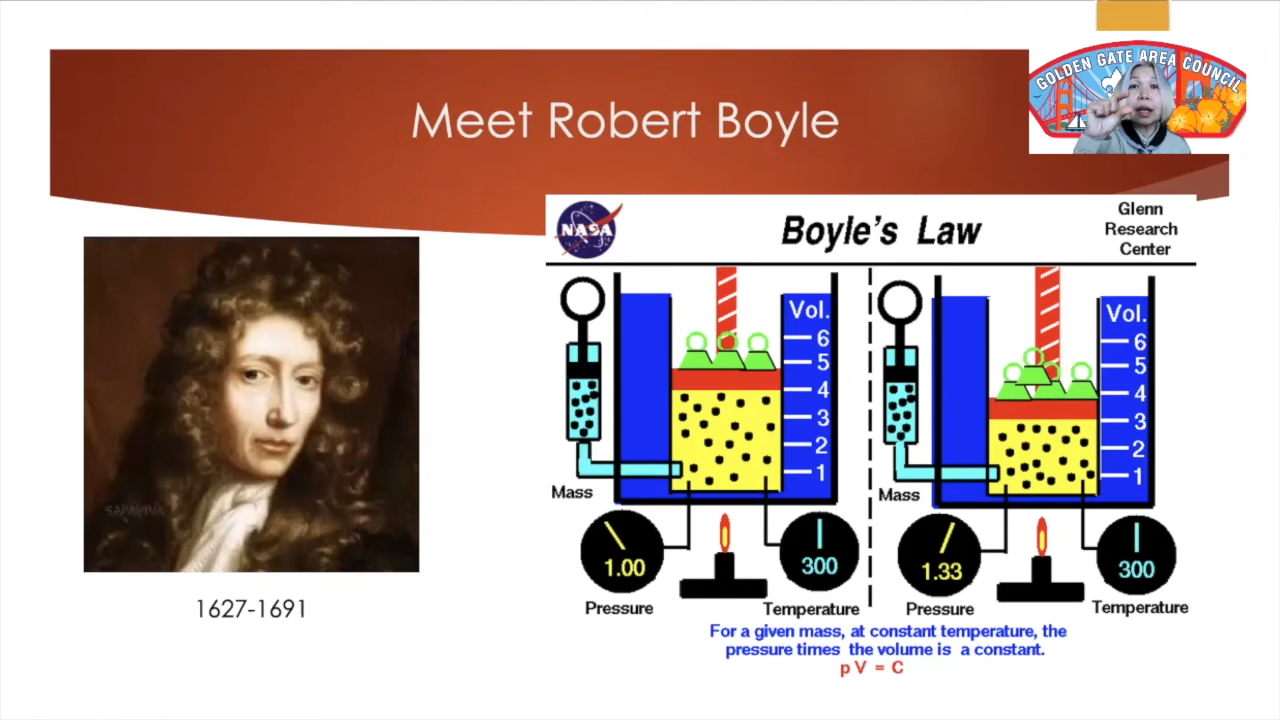 Meet Robert Boyle
GOLDEN GATE AREA COUNCIL
NASA
Boyle's Law
Glenn
Research
Center
Vol.
6
5
4
3
2
1
Mass
1.00
300
Pressure
Temperature
Vol.
6
5
4
3
2
1
Mass
1.33
300
Pressure
Temperature
For a given mass, at constant temperature, the
pressure times the volume is a constant.
p V = C
SAPAVIVA
1627-1691